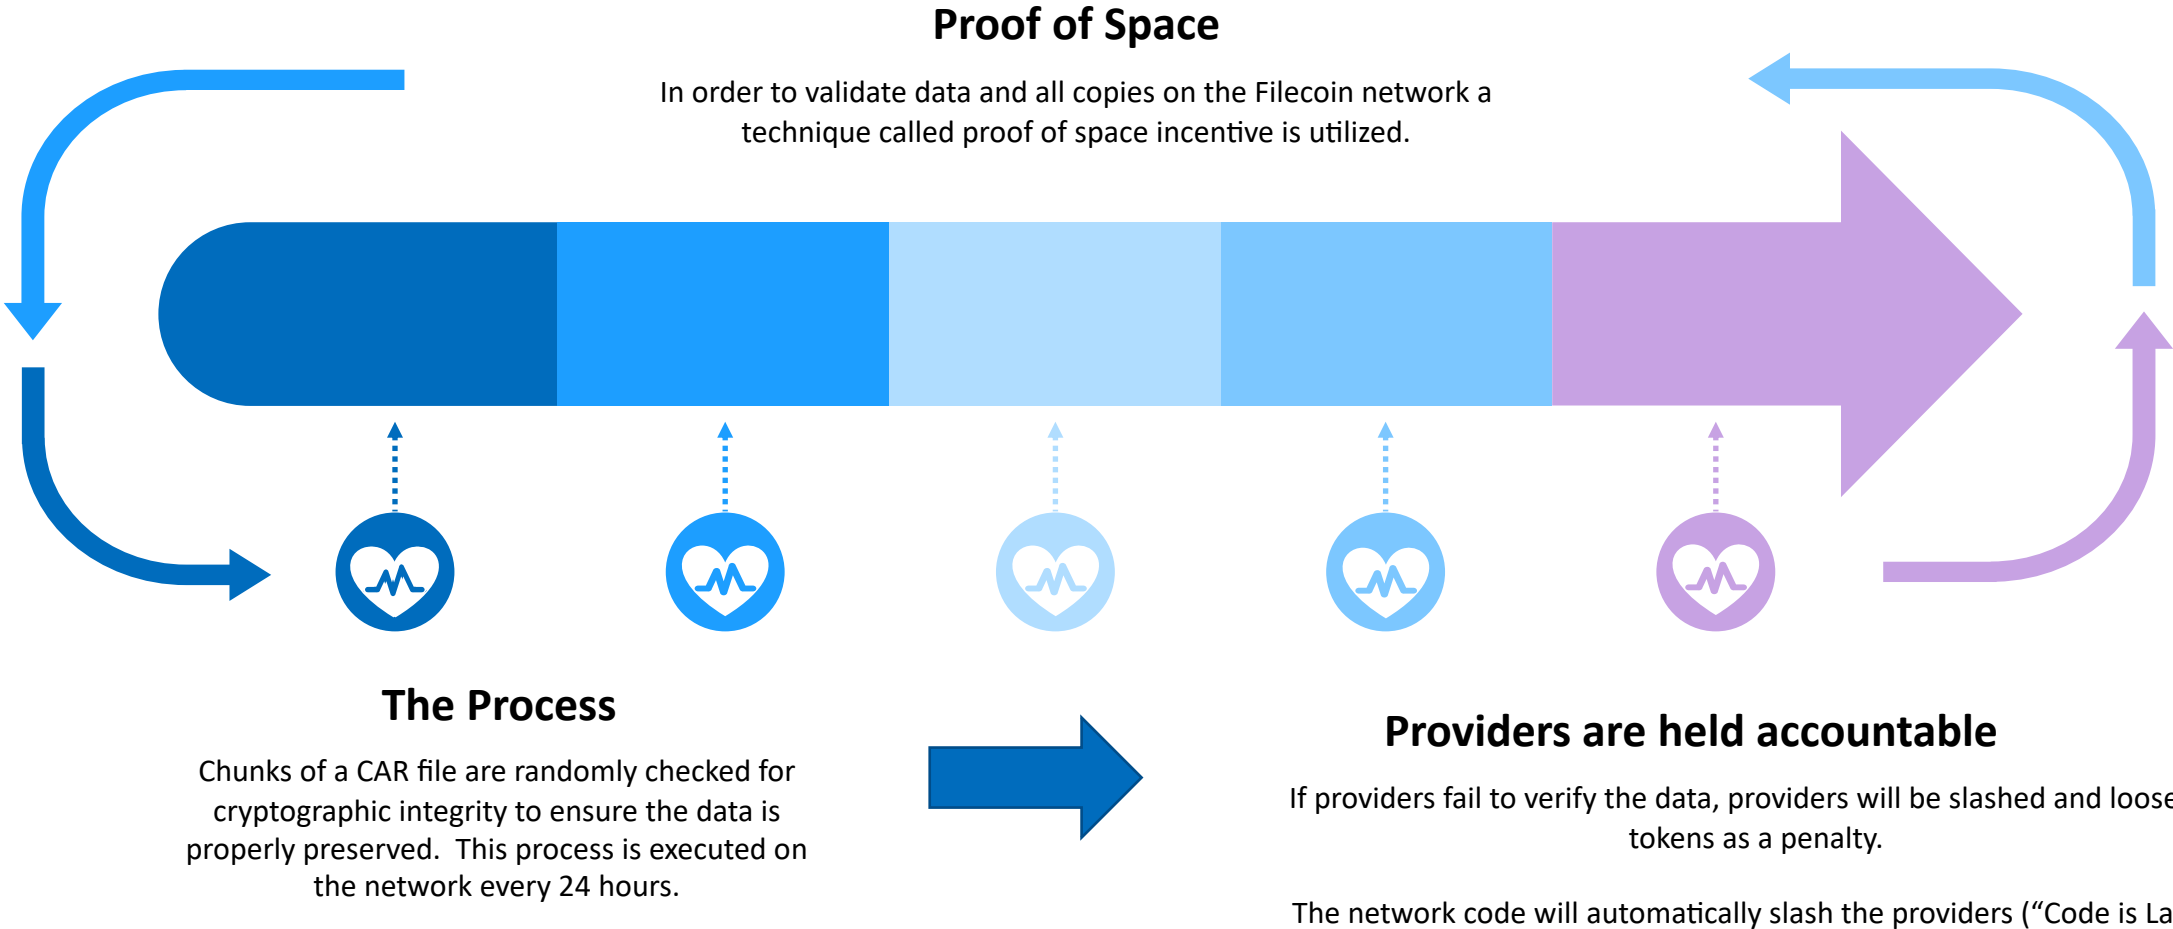 Proof of Space
In order to validate data and all copies on the Filecoin network a
technique called proof of space incentive is utilized.
The Process
Chunks of a CAR file are randomly checked for
cryptographic integrity to ensure the data is
properly preserved.  This process is executed on
the network every 24 hours.
Providers are held accountable
If providers fail to verify the data, providers will be slashed and loose
tokens as a penalty.
The network code will automatically slash the providers (“Code is La